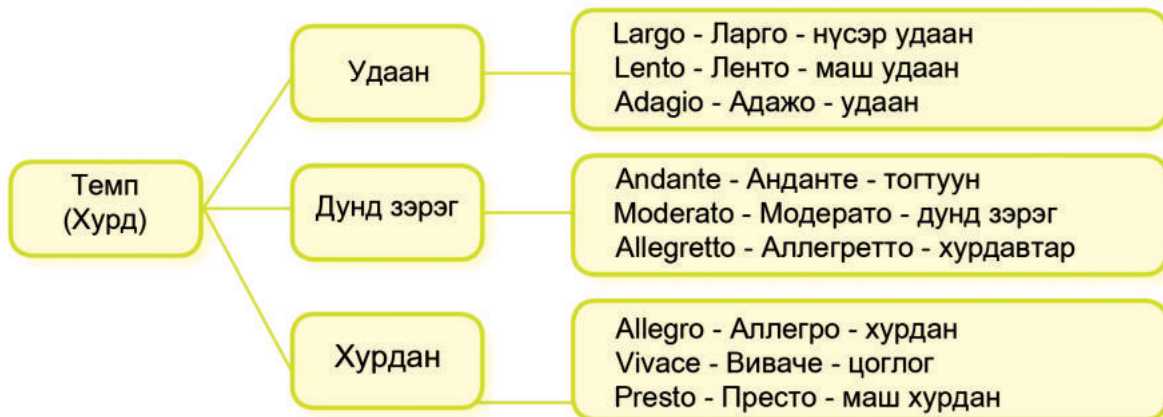 Темп
(Хурд)
Удаан
Largo - Ларго - нүсэр удаан
Lento - Ленто - маш удаан
Adagio - Адажо - удаан
Дунд зэрэг
Andante - Анданте - тогтуун
Moderato - Модерато - дунд зэрэг
Allegretto - Аллегретто - хурдавтар
Хурдан
Allegro - Аллегро - хурдан
Vivace - Виваче - цоглог
Presto - Престо - маш хурдан